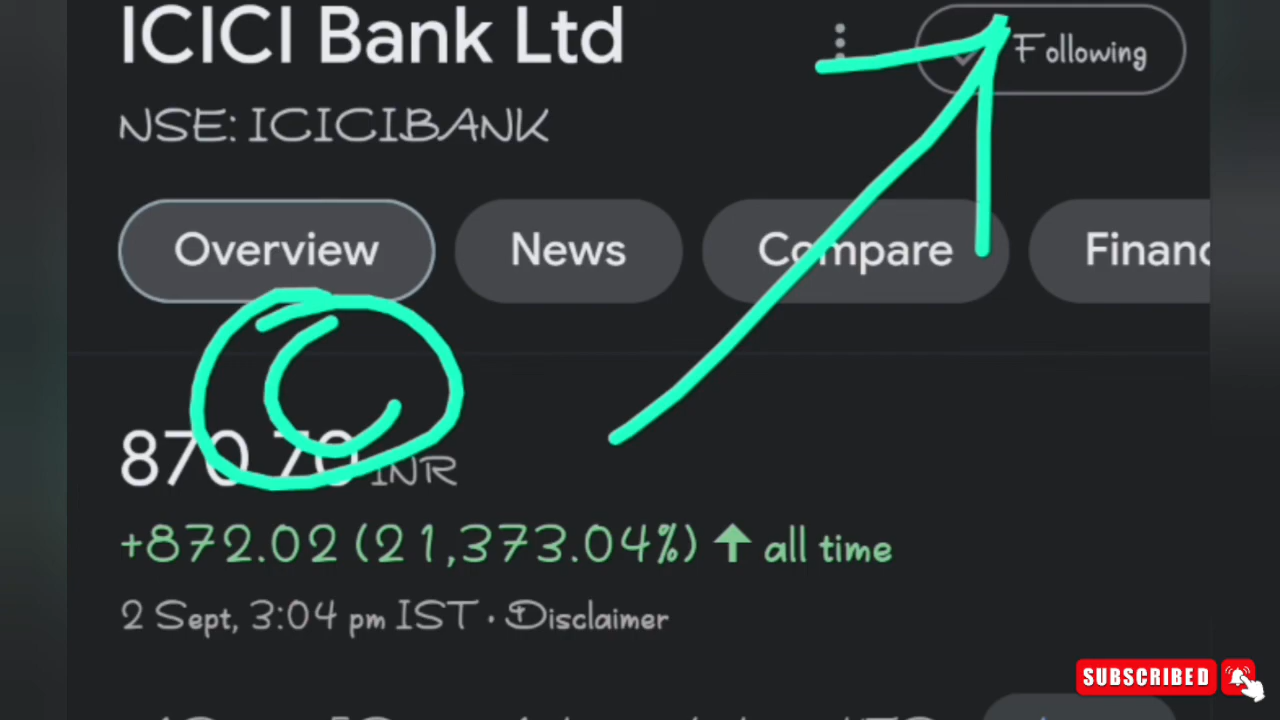 ICICI Bank Ltd
Following
NSE: ICICIBANK
Overview News Compare Financ
870.70 INR
+872.02 (21,373.04%) ↑ all time
2 Sept, 3:04 pm IST · Disclaimer
SUBSCRIBED